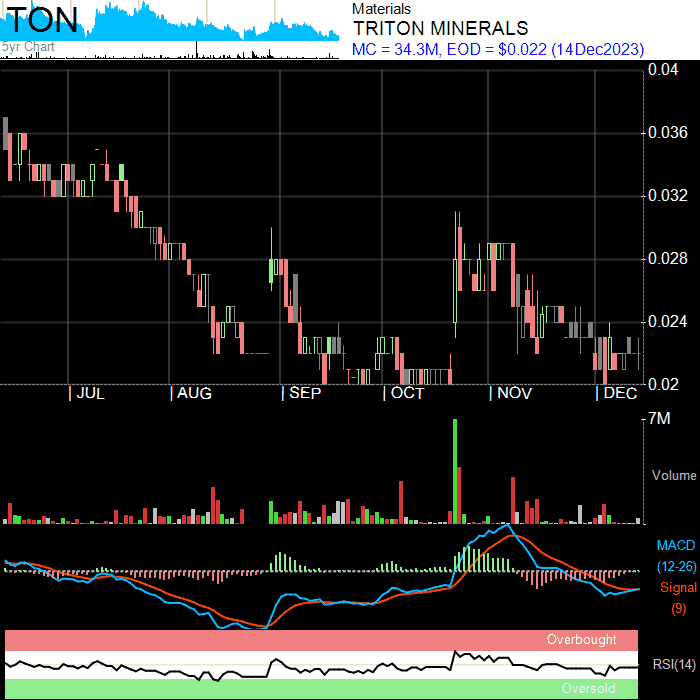 TON
5yr Chart
Materials
TRITON MINERALS
MC = 34.3M, EOD = $0.022 (14Dec2023)
0.04
0.036
0.032
0.028
0.024
0.02
| JUL | AUG | SEP | OCT | NOV | DEC
7M
Volume
MACD
(12-26)
Signal
(9)
Overbought
RSI(14)
Oversold